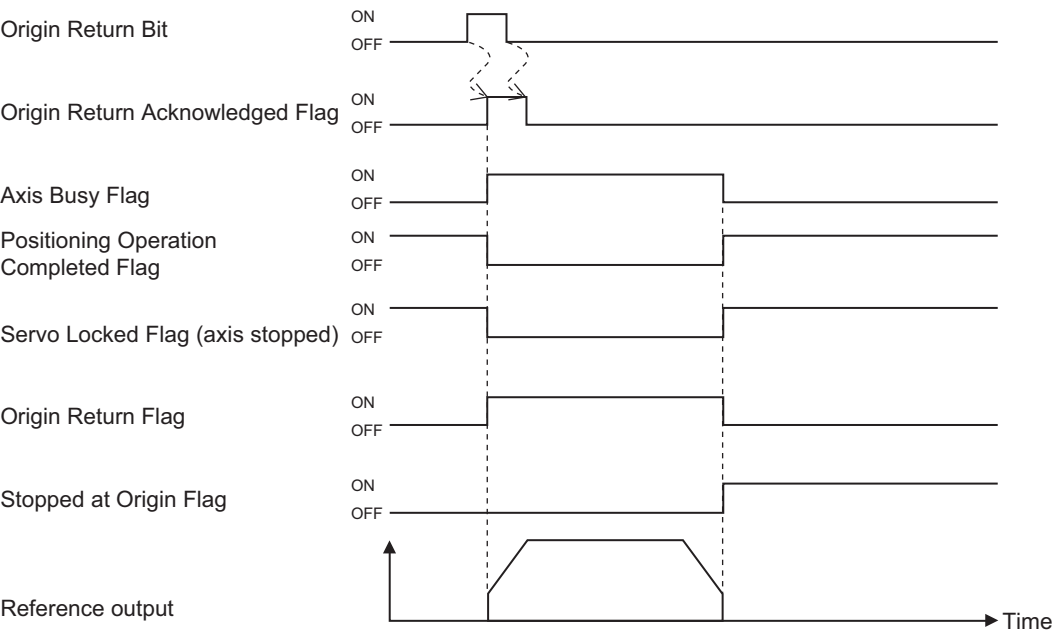 Origin Return Bit
ON
OFF
Origin Return Acknowledged Flag
ON
OFF
Axis Busy Flag
ON
OFF
Positioning Operation
Completed Flag
ON
OFF
Servo Locked Flag (axis stopped)
ON
OFF
Origin Return Flag
ON
OFF
Stopped at Origin Flag
ON
OFF
Reference output
Time